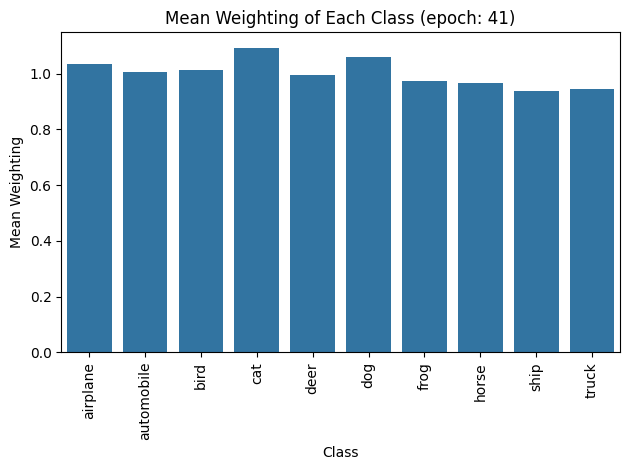 Mean Weighting of Each Class (epoch: 41)
Mean Weighting
1.0
0.8
0.6
0.4
0.2
0.0
airplane
automobile
bird
cat
deer
dog
frog
horse
ship
truck
Class